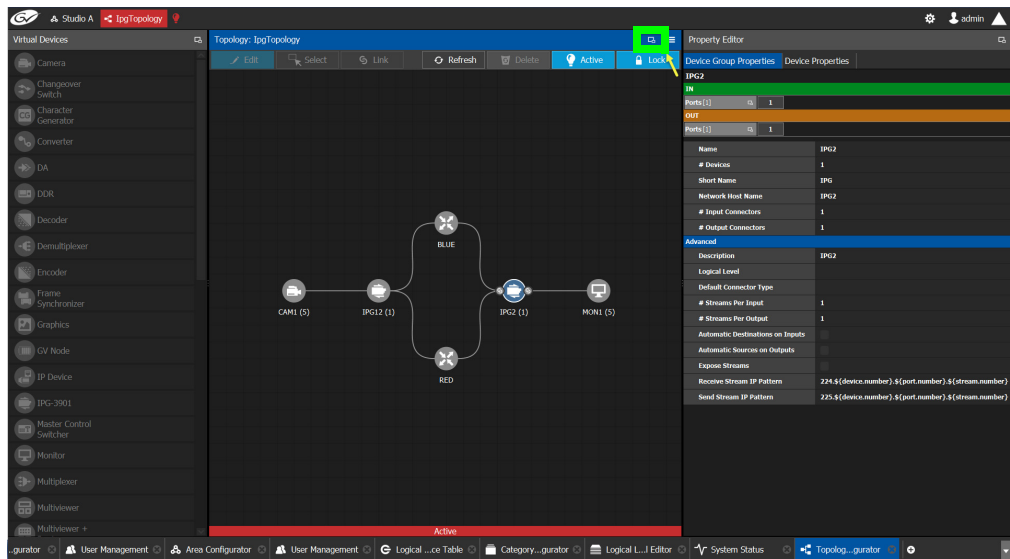 GV Studio A IpgTopology admin
Virtual Devices
Topology: IpgTopology
Property Editor
Edit Select Link Refresh Delete Active Lock
Device Group Properties Device Properties
Camera
Changeover
Switch
Character
Generator
Converter
DA
DDR
Decoder
Demultiplexer
Encoder
Frame
Synchronizer
Graphics
GV Node
IP Device
IPG-3901
Master Control
Switcher
Monitor
Multiplexer
Multiviewer
Multiviewer +
BLUE
CAM1 (5)
IPG12 (1)
IPG2 (1)
MON1 (5)
RED
Active
IPG2
IN
Ports [1] 1
OUT
Ports [1] 1
Name IPG2
# Devices 1
Short Name IPG
Network Host Name IPG2
# Input Connectors 1
# Output Connectors 1
Advanced
Description IPG2
Logical Level
Default Connector Type
# Streams Per Input 1
# Streams Per Output 1
Automatic Destinations on Inputs
Automatic Sources on Outputs
Expose Streams
Receive Stream IP Pattern 224.${device.number}.${port.number}.${stream.number}
Send Stream IP Pattern 225.${device.number}.${port.number}.${stream.number}
..gurator User Management Area Configurator User Management Logical ...ce Table Category...gurator Logical L...l Editor System Status Topolog...gurator